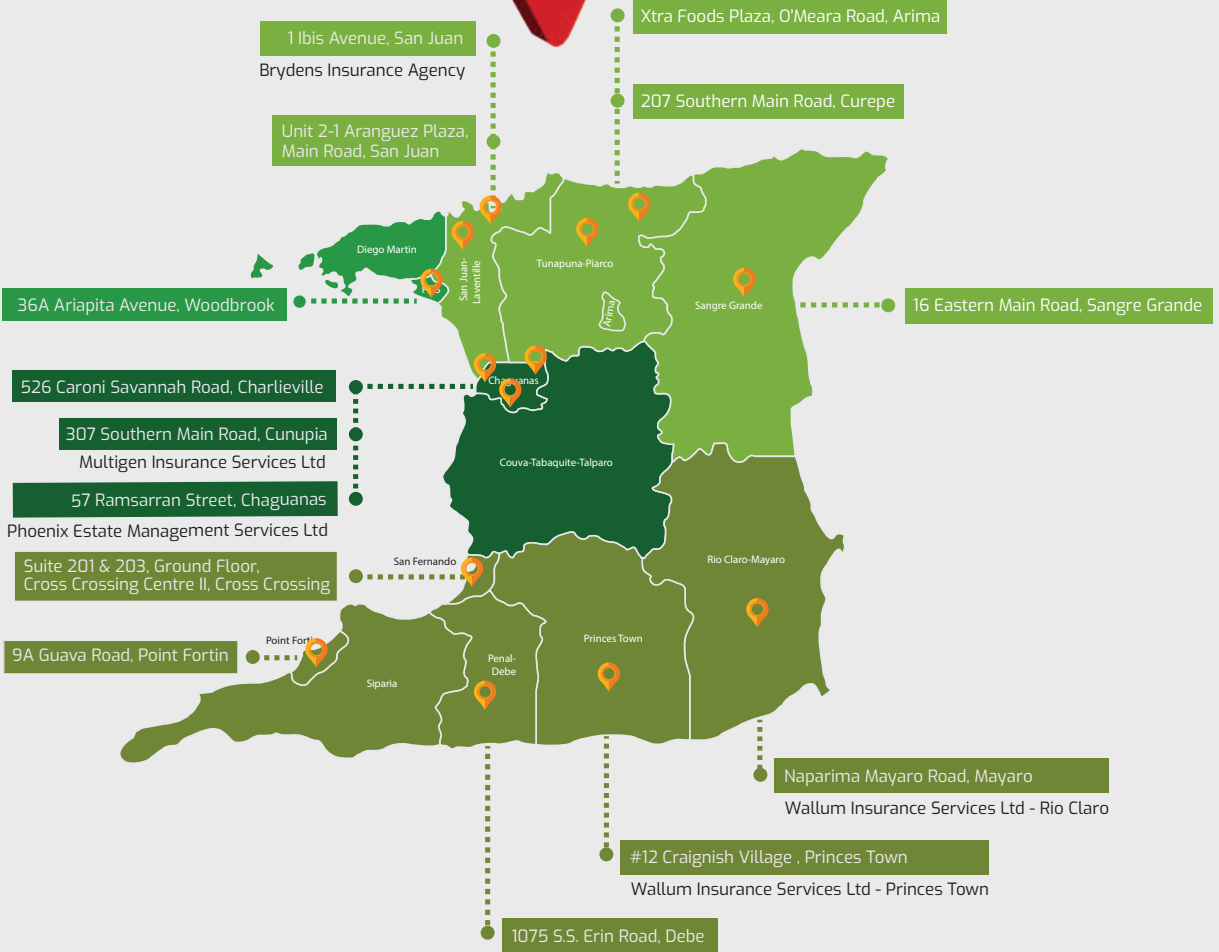 Xtra Foods Plaza, O'Meara Road, Arima
1 Ibis Avenue, San Juan
Brydens Insurance Agency
207 Southern Main Road, Curepe
Unit 2-1 Aranguez Plaza,
Main Road, San Juan
Diego Martin
San Juan-
Laventille
Tunapuna-Piarco
Arima
Sangre Grande
36A Ariapita Avenue, Woodbrook
16 Eastern Main Road, Sangre Grande
526 Caroni Savannah Road, Charlieville
Chaguanas
307 Southern Main Road, Cunupia
Multigen Insurance Services Ltd
Couva-Tabaquite-Talparo
57 Ramsarran Street, Chaguanas
Phoenix Estate Management Services Ltd
San Fernando
Rio Claro-Mayaro
Suite 201 & 203, Ground Floor,
Cross Crossing Centre II, Cross Crossing
Point Fortin
9A Guava Road, Point Fortin
Siparia
Penal-
Debe
Princes Town
Naparima Mayaro Road, Mayaro
Wallum Insurance Services Ltd - Rio Claro
#12 Craignish Village , Princes Town
Wallum Insurance Services Ltd - Princes Town
1075 S.S. Erin Road, Debe